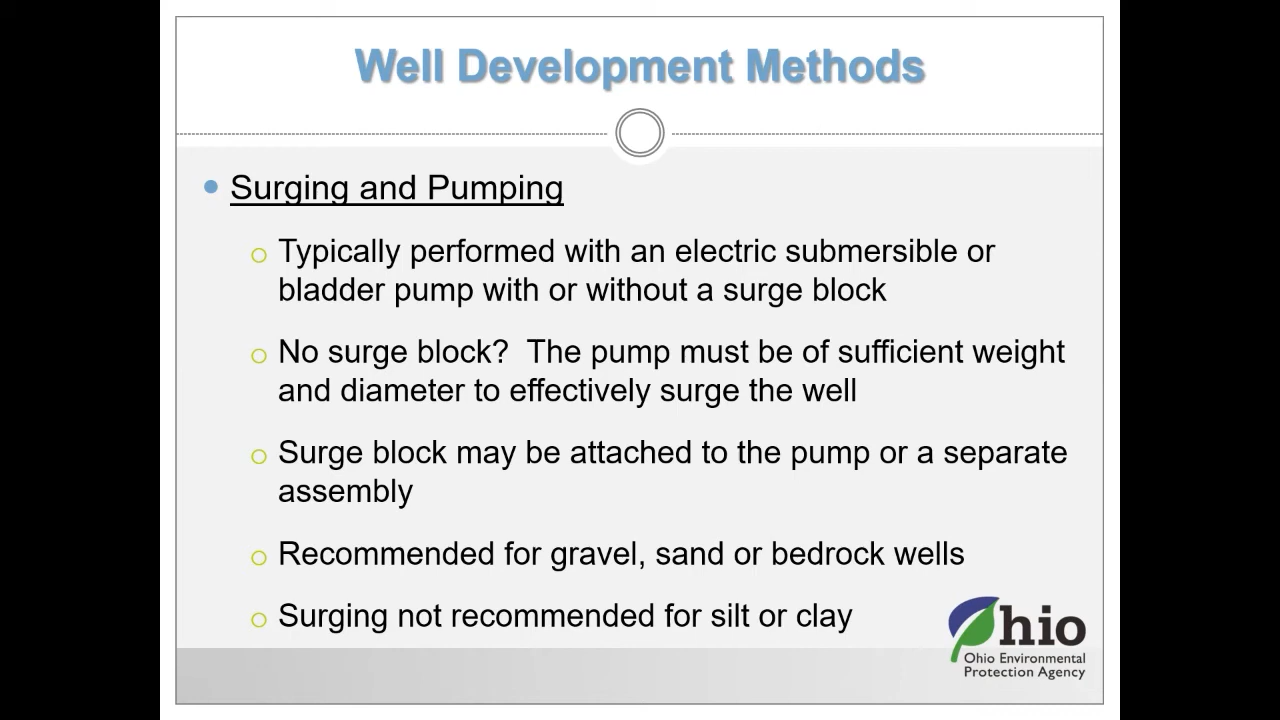 Well Development Methods
Surging and Pumping
Typically performed with an electric submersible or
bladder pump with or without a surge block
No surge block?  The pump must be of sufficient weight
and diameter to effectively surge the well
Surge block may be attached to the pump or a separate
assembly
Recommended for gravel, sand or bedrock wells
Surging not recommended for silt or clay
Ohio
Ohio Environmental
Protection Agency